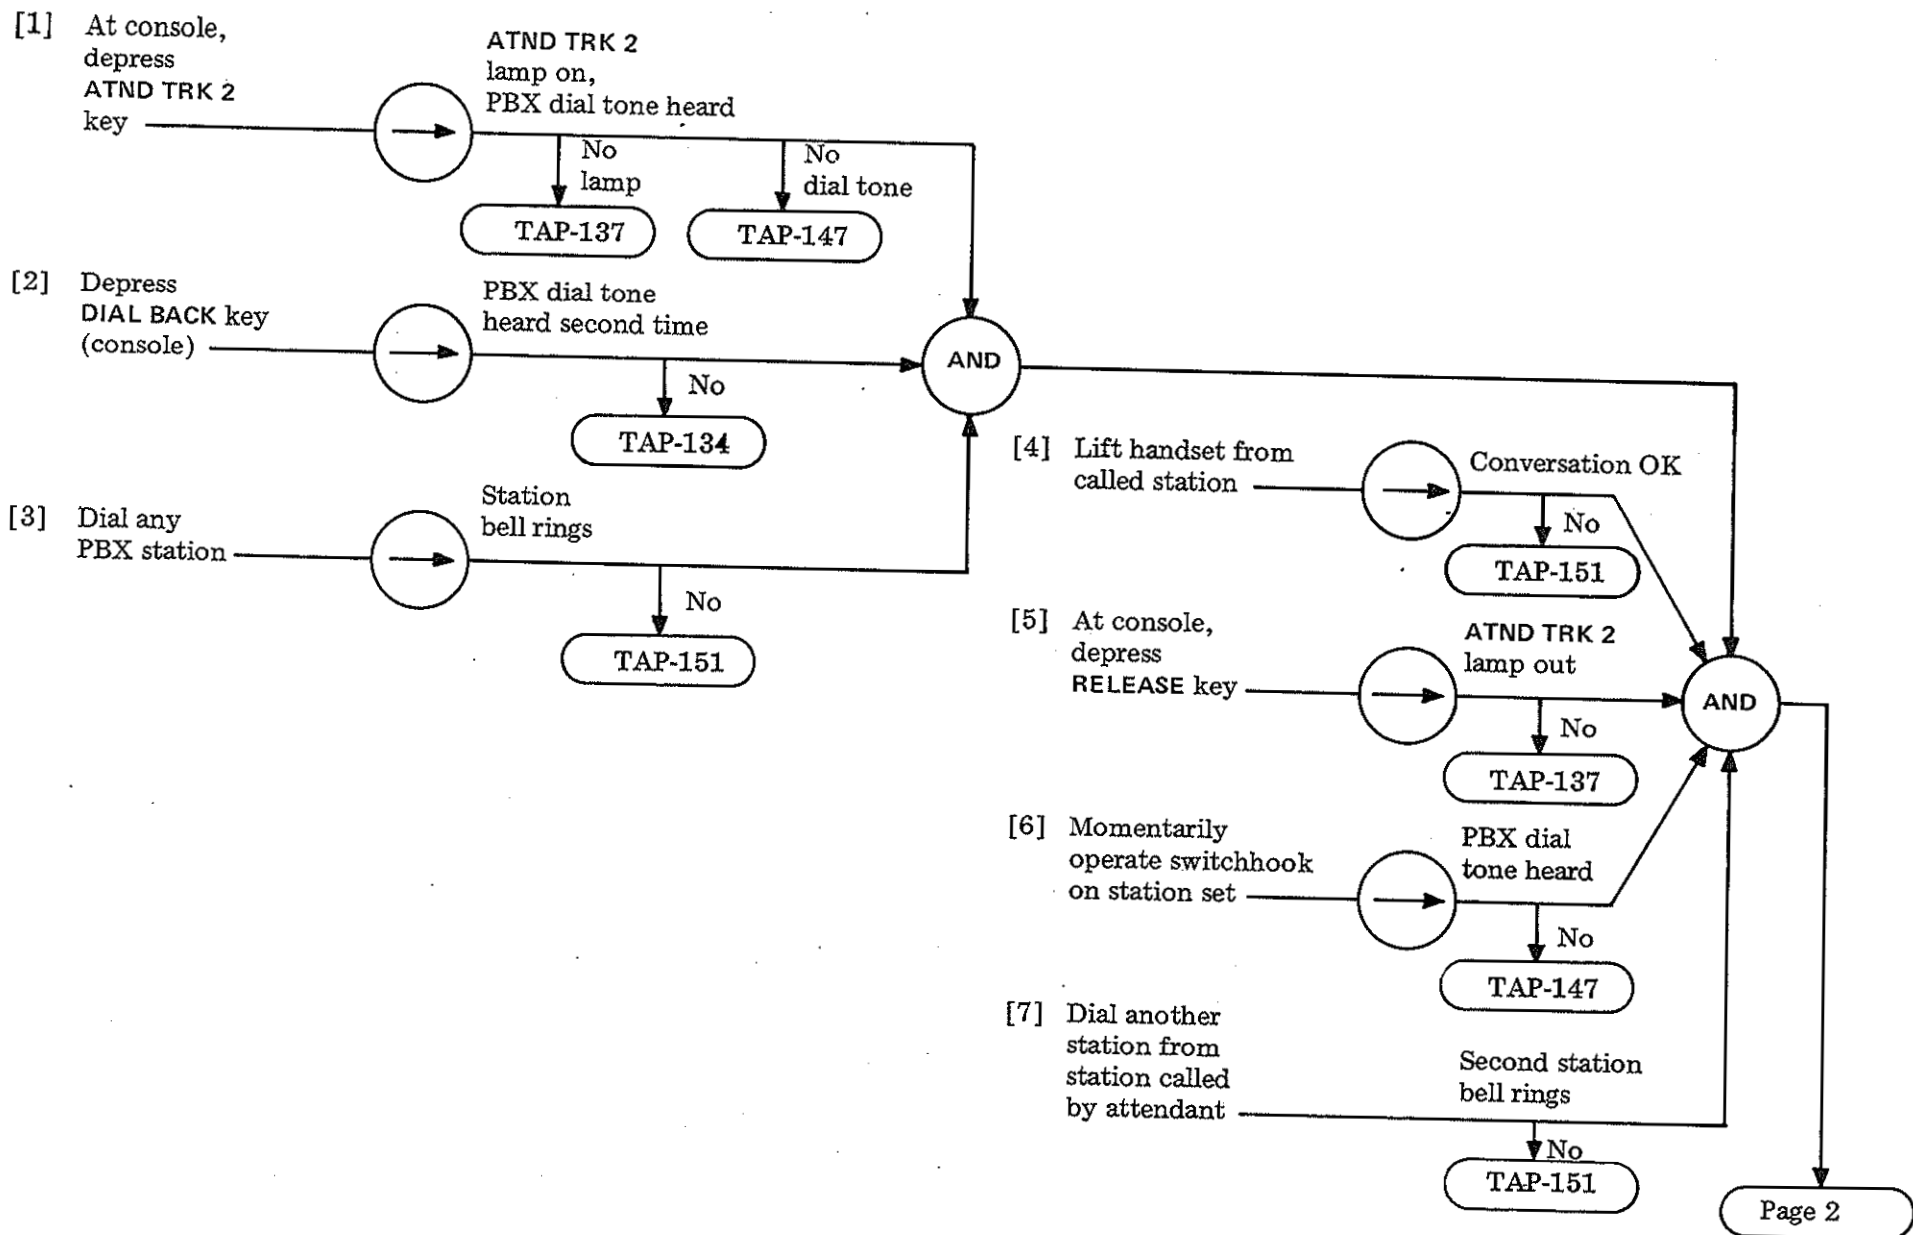 [1] At console,
depress
ATND TRK 2
key
ATND TRK 2
lamp on,
PBX dial tone heard
No
lamp
No
dial tone
TAP-137
TAP-147
[2] Depress
DIAL BACK key
(console)
PBX dial tone
heard second time
No
TAP-134
AND
[3] Dial any
PBX station
Station
bell rings
No
TAP-151
[4] Lift handset from
called station
Conversation OK
No
TAP-151
[5] At console,
depress
RELEASE key
ATND TRK 2
lamp out
No
TAP-137
AND
[6] Momentarily
operate switchhook
on station set
PBX dial
tone heard
No
TAP-147
[7] Dial another
station from
station called
by attendant
Second station
bell rings
No
TAP-151
Page 2